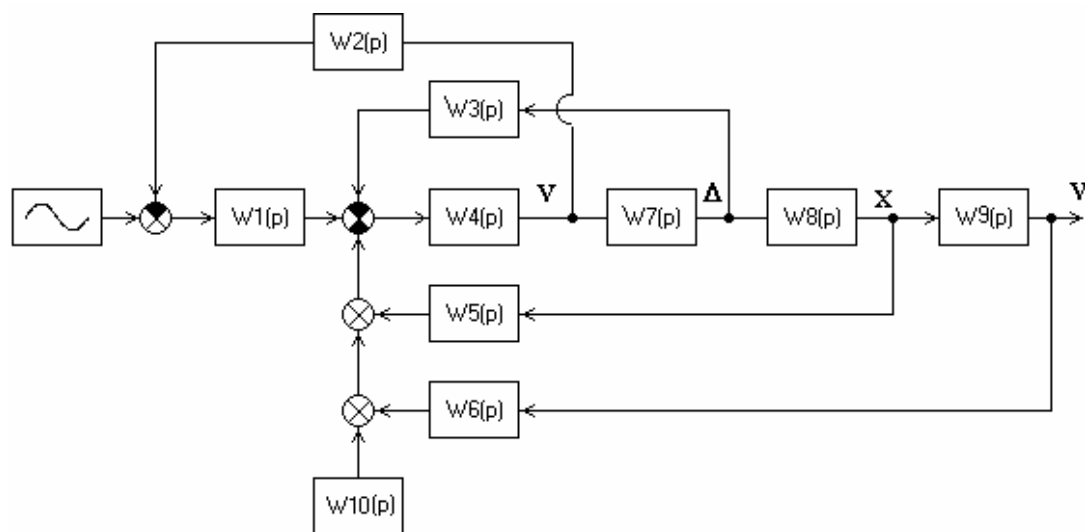 W2(p)
W3(p)
W1(p)
W4(p)
V
W7(p)
Δ
W8(p)
X
W9(p)
V
W5(p)
W6(p)
W10(p)